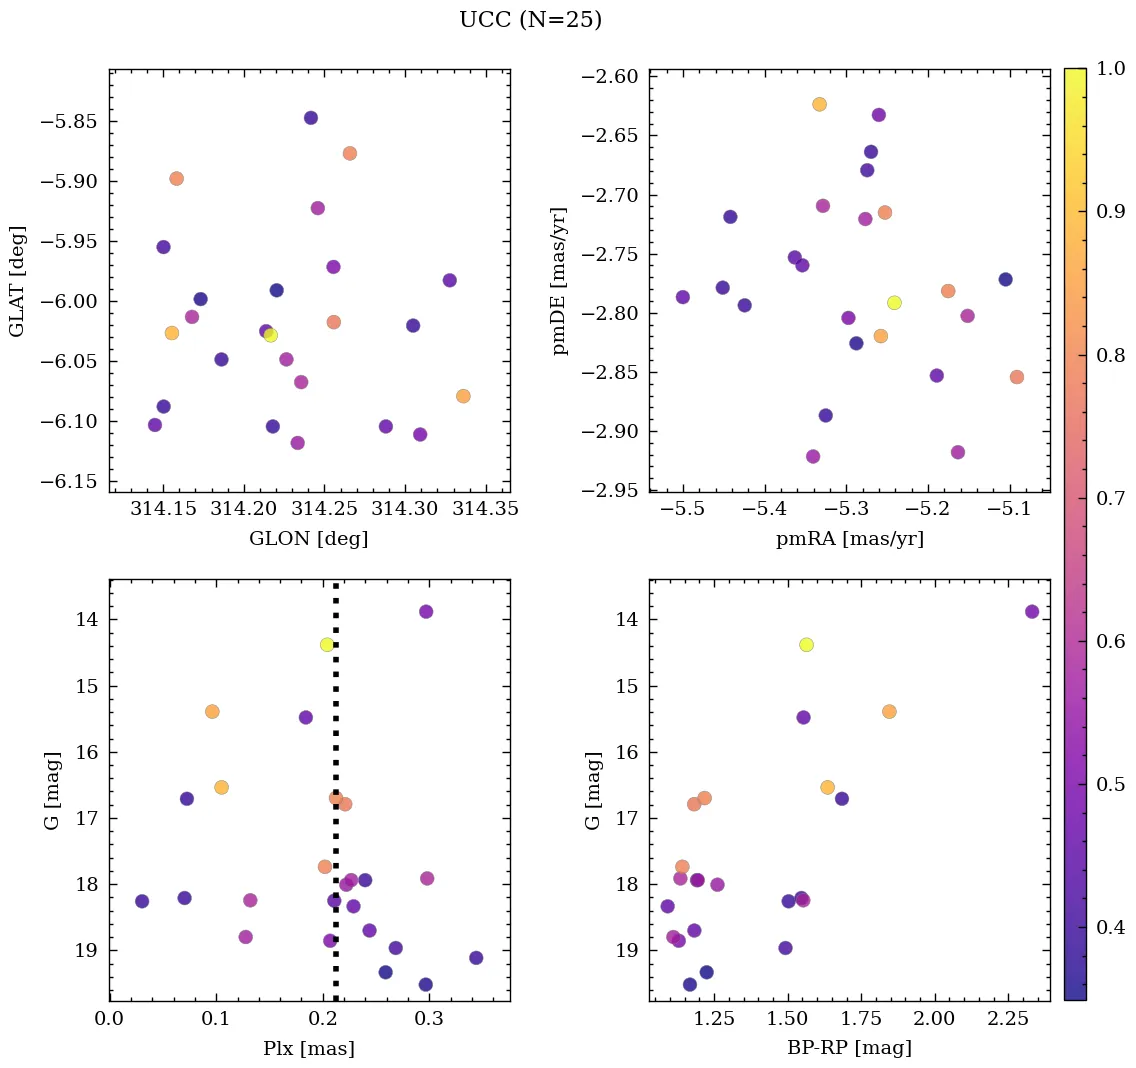 UCC (N=25)
−5.85
−5.90
−5.95
−6.00
−6.05
−6.10
−6.15
GLAT [deg]
314.15 314.20 314.25 314.30 314.35
GLON [deg]
−2.60
−2.65
−2.70
−2.75
−2.80
−2.85
−2.90
−2.95
pmDE [mas/yr]
−5.5 −5.4 −5.3 −5.2 −5.1
pmRA [mas/yr]
14
15
16
17
18
19
G [mag]
0.0 0.1 0.2 0.3
Plx [mas]
14
15
16
17
18
19
G [mag]
1.25 1.50 1.75 2.00 2.25
BP-RP [mag]
1.0
0.9
0.8
0.7
0.6
0.5
0.4